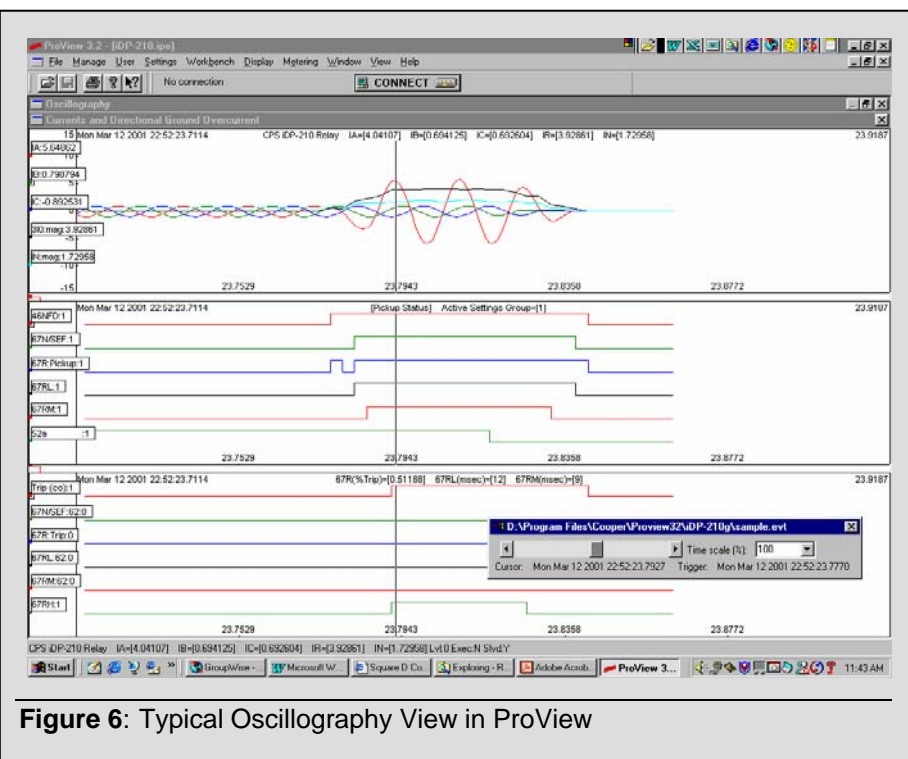 ProView 3.2 - [iDP-210.ipe]
File Manage User Settings Workbench Display Metering Window View Help
No connection
CONNECT
Oscillography
Currents and Directional Ground Overcurrent
15 Mon Mar 12 2001 22:52:23.7114 CPS iDP-210 Relay IA=[4.04107] IB=[0.694125] IC=[0.692604] IR=[3.92861] IN=[1.72958] 23.9187
IA:5.64862
10
IB:0.798794
5
IC:-0.892531
0
3I0:mag:3.92861
-5
IN:mag:1.72958
-10
-15 23.7529 23.7943 23.8358 23.8772
Mon Mar 12 2001 22:52:23.7114 [Pickup Status] Active Settings Group=[1] 23.9187
46NFD:1
67N/SEF:1
67R:Pickup:1
67RL:1
67RM:1
52a :1
23.7529 23.7943 23.8358 23.8772
Mon Mar 12 2001 22:52:23.7114 67R(%Trip)=[0.51188] 67RL(msec)=[12] 67RM(msec)=[9] 23.9187
Trip (co):1
67N/SEF:62:0
67R:Trip:0
67RL:62:0
67RM:62:0
67RH:1
D:\Program Files\Cooper\Proview32\iDP-210g\sample.evt
Time scale (%): 100
Cursor: Mon Mar 12 2001 22:52:23.7927 Trigger: Mon Mar 12 2001 22:52:23.7770
23.7529 23.7943 23.8358 23.8772
CPS iDP-210 Relay IA=[4.04107] IB=[0.694125] IC=[0.692604] IR=[3.92861] IN=[1.72958] Lvl:0 Exec:N Slvd:Y
Start GroupWise - Microsoft W... Square D Co... Exploring - R... Adobe Acrob... ProView 3... 11:43 AM
Figure 6: Typical Oscillography View in ProView